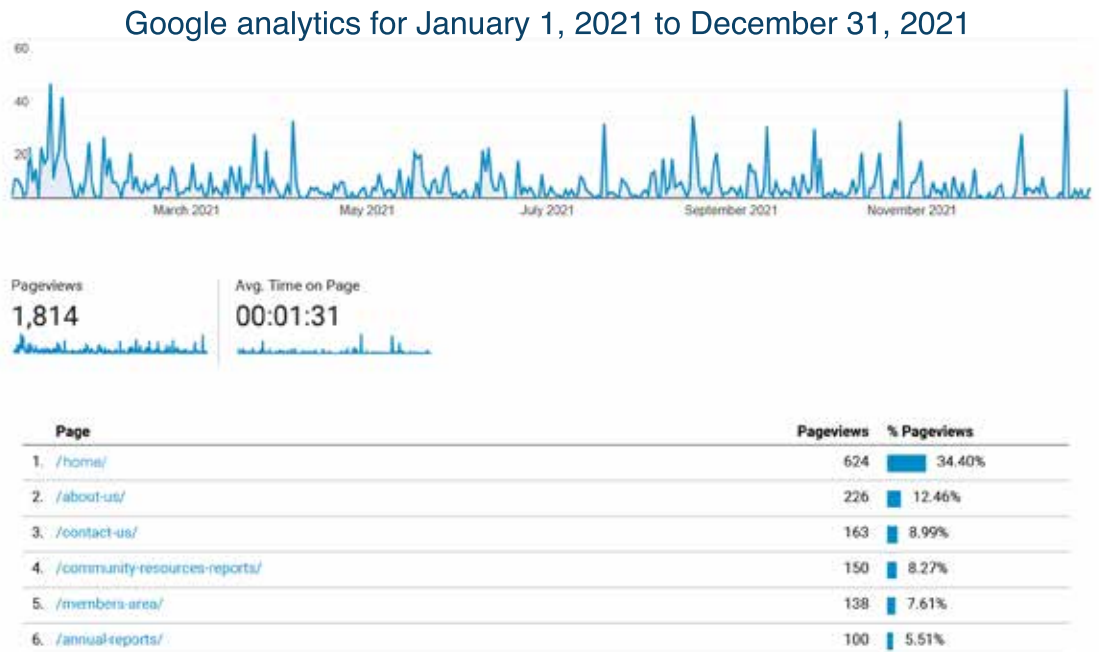 Google analytics for January 1, 2021 to December 31, 2021
60
40
20
March 2021 May 2021 July 2021 September 2021 November 2021
Pageviews Avg. Time on Page
1,814 00:01:31
Page Pageviews % Pageviews
1. /home/ 624 34.40%
2. /about-us/ 226 12.46%
3. /contact-us/ 163 8.99%
4. /community-resources-reports/ 150 8.27%
5. /members-area/ 138 7.61%
6. /annual-reports/ 100 5.51%